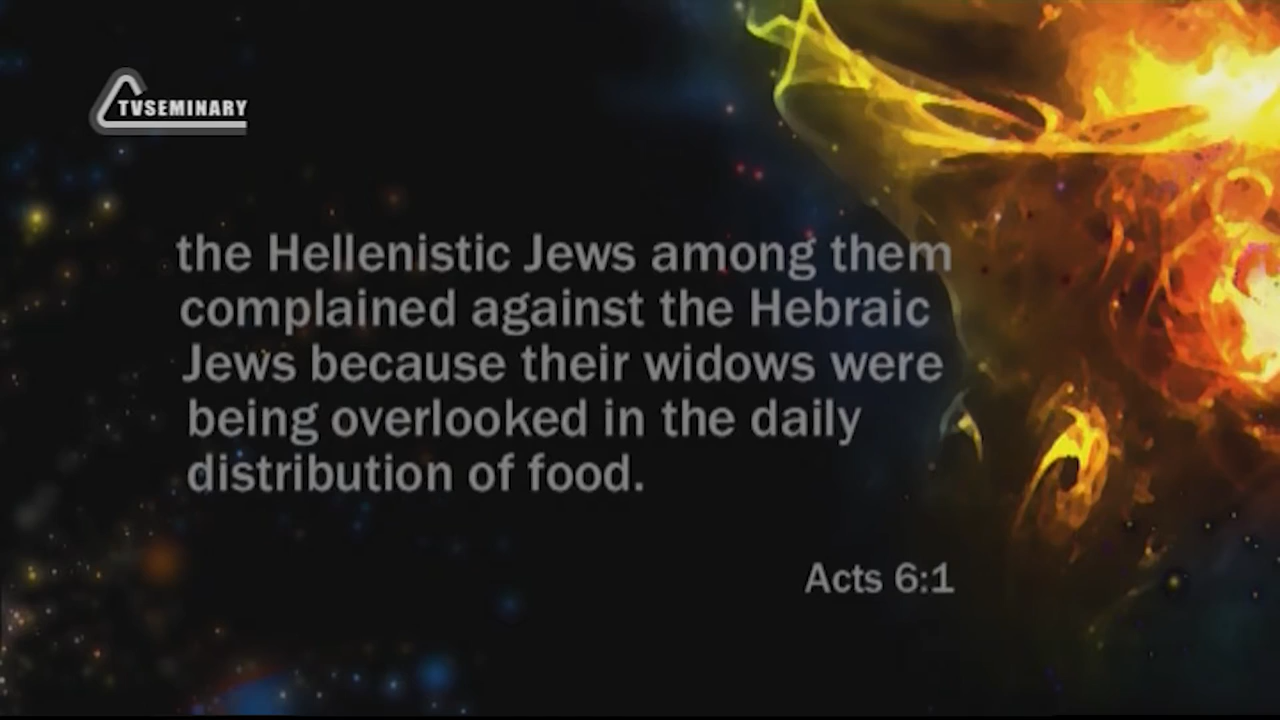 TVSEMINARY
the Hellenistic Jews among them
complained against the Hebraic
Jews because their widows were
being overlooked in the daily
distribution of food.
Acts 6:1